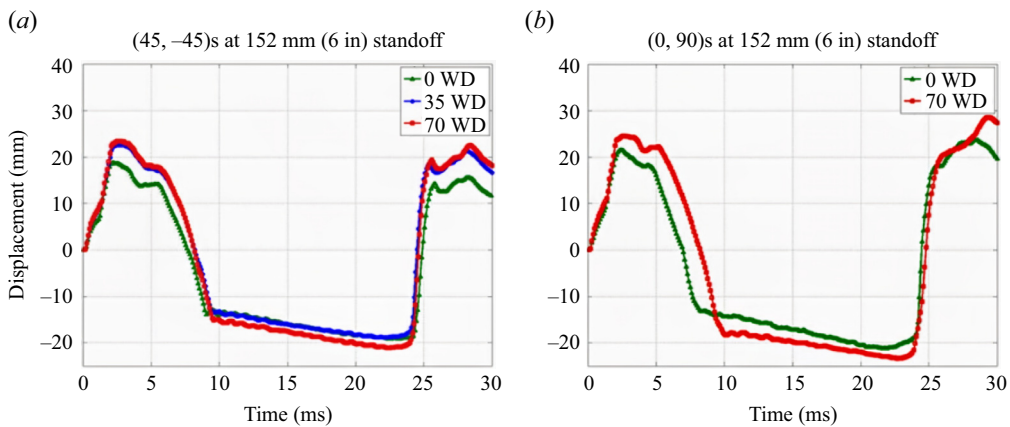 (a)
(45, –45)s at 152 mm (6 in) standoff
40
30
20
10
0
–10
–20
Displacement (mm)
0 WD
35 WD
70 WD
0 5 10 15 20 25 30
Time (ms)
(b)
(0, 90)s at 152 mm (6 in) standoff
40
30
20
10
0
–10
–20
0 WD
70 WD
0 5 10 15 20 25 30
Time (ms)